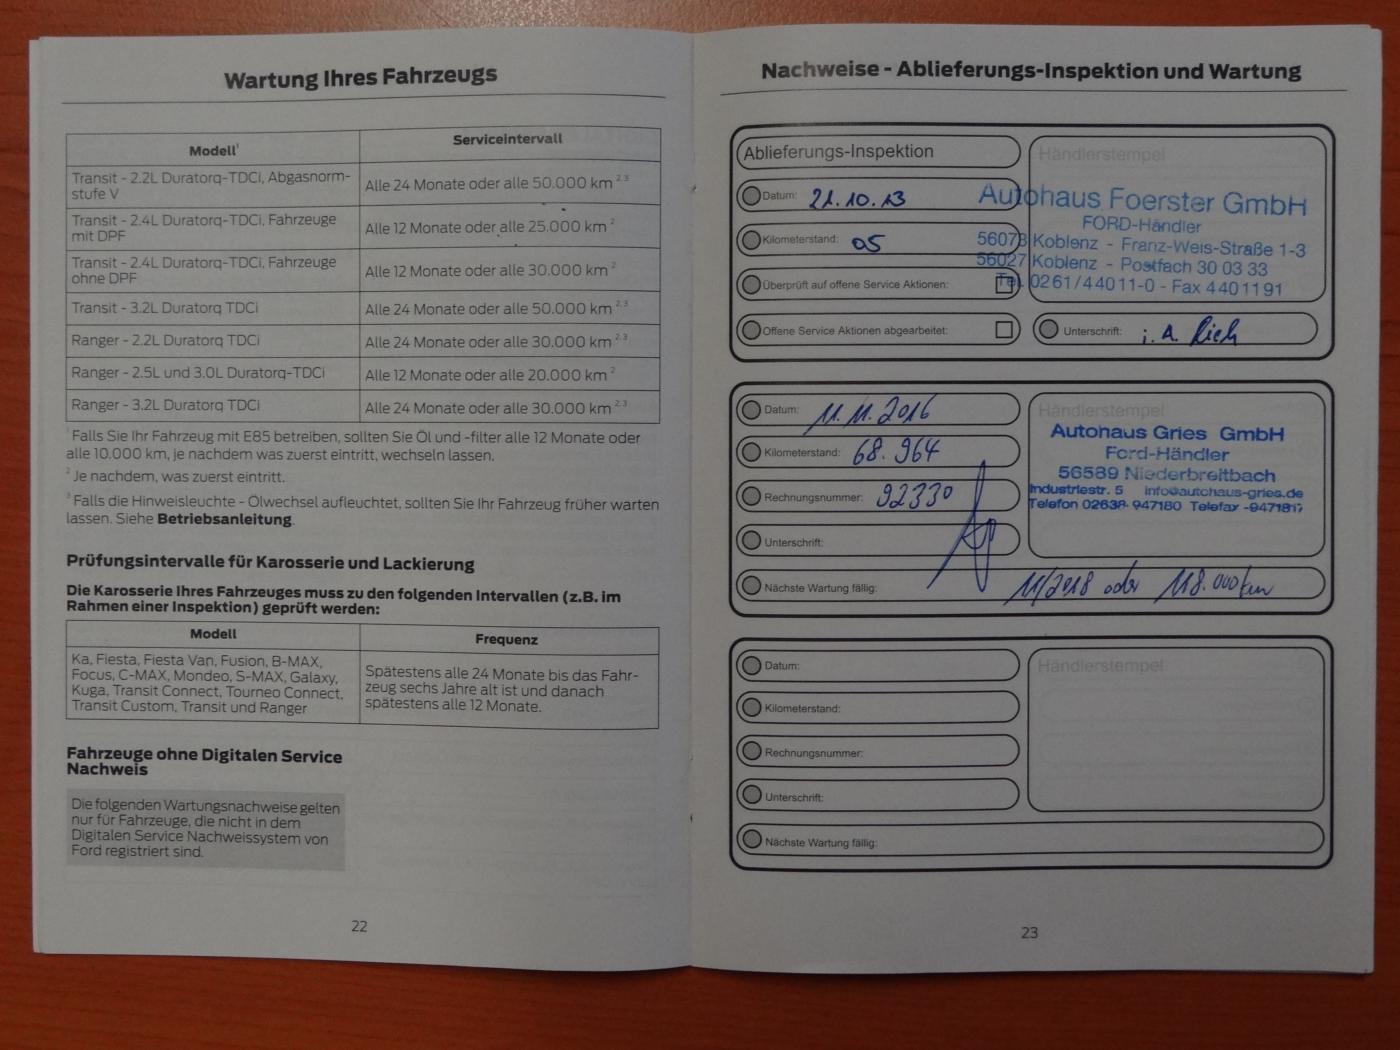 Wartung Ihres Fahrzeugs
Modell¹
Serviceintervall
Transit - 2.2L Duratorq-TDCi, Abgasnorm-
stufe V
Alle 24 Monate oder alle 50.000 km ²,³
Transit - 2.4L Duratorq-TDCi, Fahrzeuge
mit DPF
Alle 12 Monate oder alle 25.000 km ²
Transit - 2.4L Duratorq-TDCi, Fahrzeuge
ohne DPF
Alle 12 Monate oder alle 30.000 km ²
Transit - 3.2L Duratorq TDCi
Alle 24 Monate oder alle 50.000 km ²,³
Ranger - 2.2L Duratorq TDCi
Alle 24 Monate oder alle 30.000 km ²,³
Ranger - 2.5L und 3.0L Duratorq-TDCi
Alle 12 Monate oder alle 20.000 km ²
Ranger - 3.2L Duratorq TDCi
Alle 24 Monate oder alle 30.000 km ²,³
¹ Falls Sie Ihr Fahrzeug mit E85 betreiben, sollten Sie Öl und -filter alle 12 Monate oder
alle 10.000 km, je nachdem was zuerst eintritt, wechseln lassen.
² Je nachdem, was zuerst eintritt.
³ Falls die Hinweisleuchte - Ölwechsel aufleuchtet, sollten Sie Ihr Fahrzeug früher warten
lassen. Siehe Betriebsanleitung.
Prüfungsintervalle für Karosserie und Lackierung
Die Karosserie Ihres Fahrzeuges muss zu den folgenden Intervallen (z.B. im
Rahmen einer Inspektion) geprüft werden:
Modell
Frequenz
Ka, Fiesta, Fiesta Van, Fusion, B-MAX,
Focus, C-MAX, Mondeo, S-MAX, Galaxy,
Kuga, Transit Connect, Tourneo Connect,
Transit Custom, Transit und Ranger
Spätestens alle 24 Monate bis das Fahr-
zeug sechs Jahre alt ist und danach
spätestens alle 12 Monate.
Fahrzeuge ohne Digitalen Service
Nachweis
Die folgenden Wartungsnachweise gelten
nur für Fahrzeuge, die nicht in dem
Digitalen Service Nachweissystem von
Ford registriert sind.
22
Nachweise - Ablieferungs-Inspektion und Wartung
Ablieferungs-Inspektion
Datum: 21.10.13
Kilometerstand: 05
Überprüft auf offene Service Aktionen:
Offene Service Aktionen abgearbeitet:
Händlerstempel
Autohaus Foerster GmbH
FORD-Händler
56073 Koblenz - Franz-Weis-Straße 1-3
56027 Koblenz - Postfach 30 03 33
Tel. 0261/44011-0 - Fax 4401191
Unterschrift: i. A.
Datum: 11.11.2016
Kilometerstand: 68.964
Rechnungsnummer: 92330
Unterschrift:
Nächste Wartung fällig: 11/2018 oder 118.000 km
Händlerstempel
Autohaus Gries GmbH
Ford-Händler
56589 Niederbreitbach
Industriestr. 5 info@autohaus-gries.de
Telefon 02638- 947180 Telefax -947181
Datum:
Kilometerstand:
Rechnungsnummer:
Unterschrift:
Nächste Wartung fällig:
Händlerstempel
23